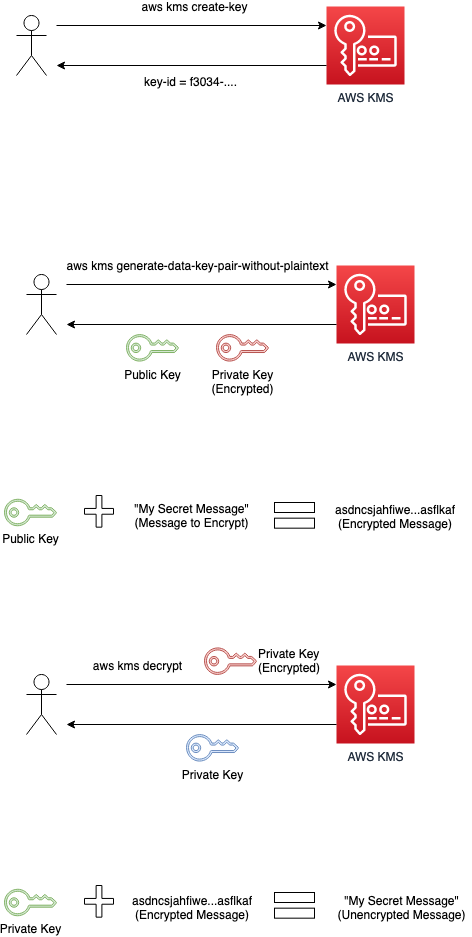 aws kms create-key
key-id = f3034-....
AWS KMS
aws kms generate-data-key-pair-without-plaintext
Public Key
Private Key
(Encrypted)
AWS KMS
Public Key
"My Secret Message"
(Message to Encrypt)
asdncsjahfiwe...asflkaf
(Encrypted Message)
aws kms decrypt
Private Key
(Encrypted)
Private Key
AWS KMS
Private Key
asdncsjahfiwe...asflkaf
(Encrypted Message)
"My Secret Message"
(Unencrypted Message)